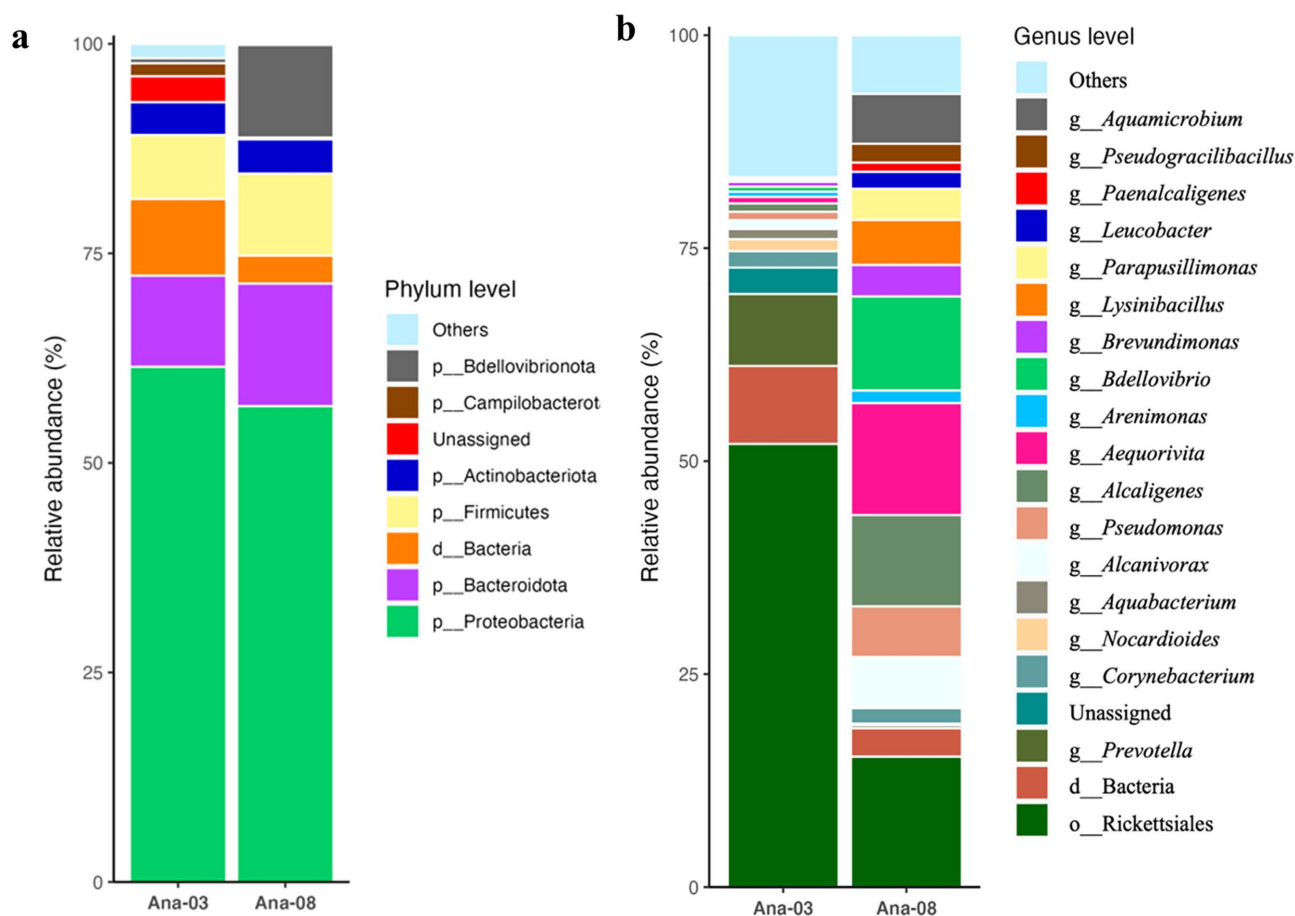 a
100
75
50
25
0
Relative abundance (%)
Ana-03
Ana-08
Phylum level
Others
p__Bdellovibrionota
p__Campilobacterot
Unassigned
p__Actinobacteriota
p__Firmicutes
d__Bacteria
p__Bacteroidota
p__Proteobacteria
b
100
75
50
25
0
Relative abundance (%)
Ana-03
Ana-08
Genus level
Others
g__Aquamicrobium
g__Pseudogracilibacillus
g__Paenalcaligenes
g__Leucobacter
g__Parapusillimonas
g__Lysinibacillus
g__Brevundimonas
g__Bdellovibrio
g__Arenimonas
g__Aequorivita
g__Alcaligenes
g__Pseudomonas
g__Alcanivorax
g__Aquabacterium
g__Nocardioides
g__Corynebacterium
Unassigned
g__Prevotella
d__Bacteria
o__Rickettsiales